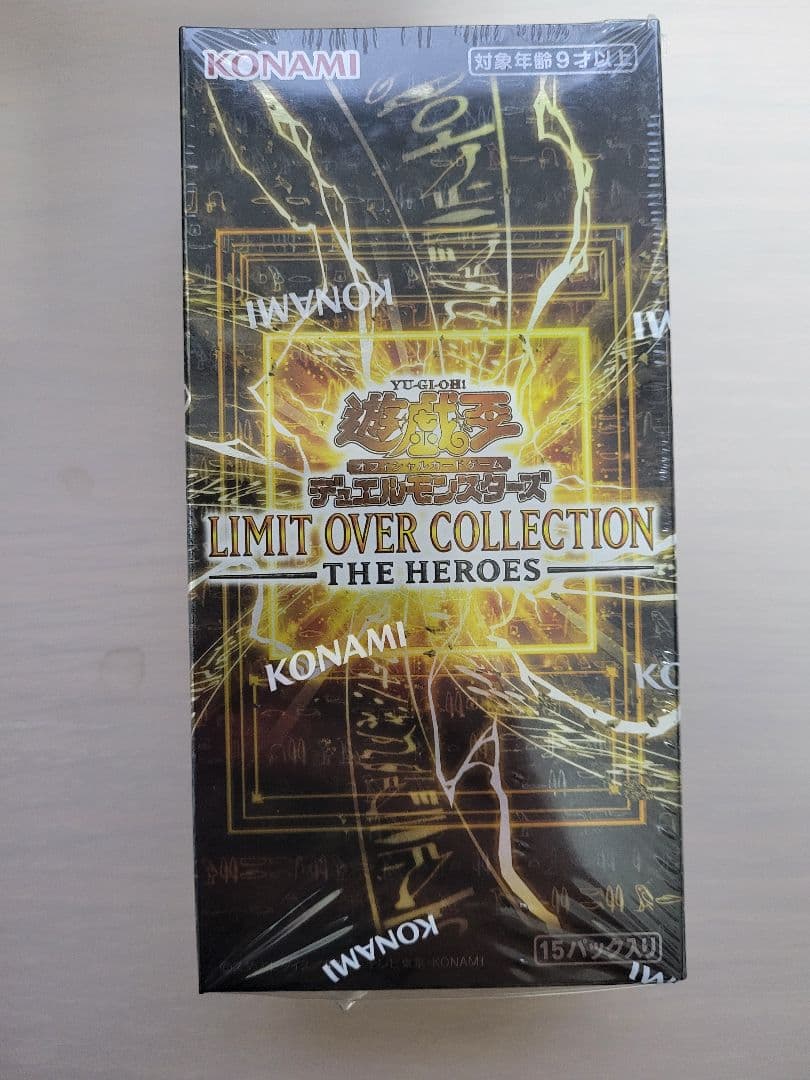 KONAMI
対象年齢9才以上
KONAMI
YU-GI-OH!
遊戯王
オフィシャルカードゲーム
デュエルモンスターズ
LIMIT OVER COLLECTION
THE HEROES
KONAMI
KONAMI
15パック入り
KONAMI